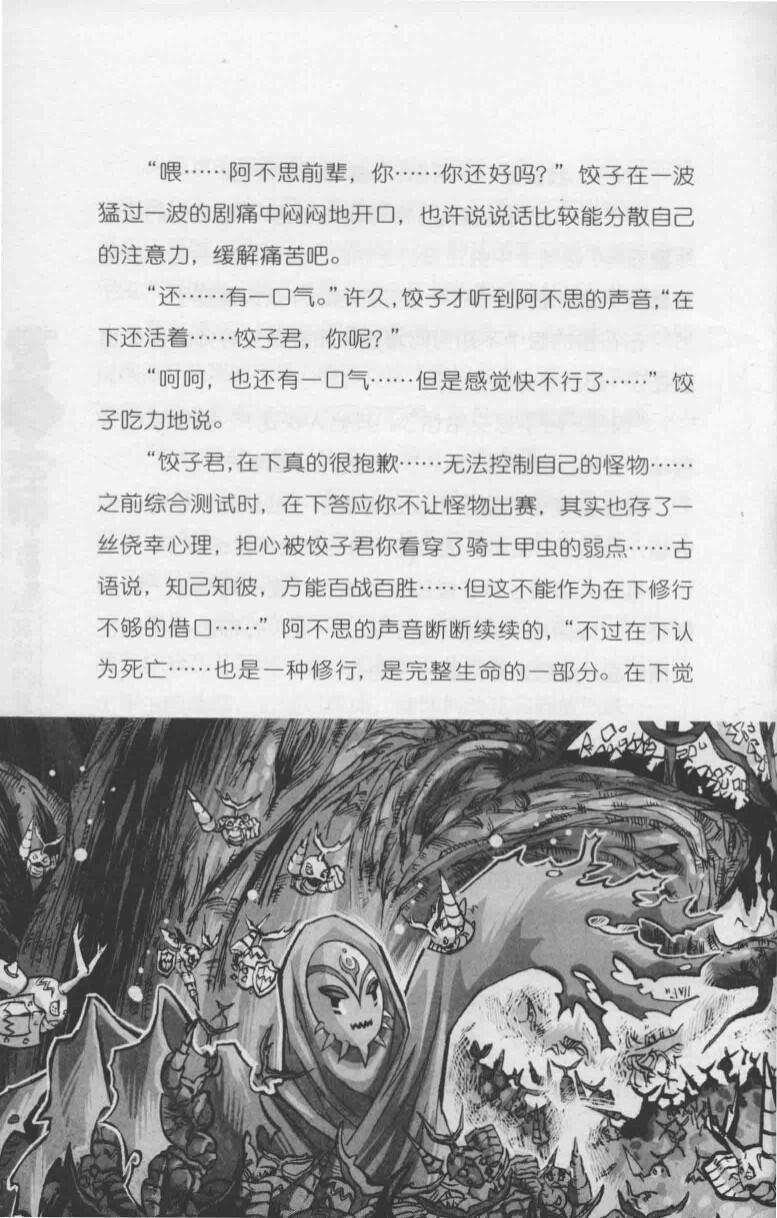 “喂……阿不思前辈，你……你还好吗？”饺子在一波
猛过一波的剧痛中闷闷地开口，也许说说话比较能分散自己
的注意力，缓解痛苦吧。
“还……有一口气。”许久，饺子才听到阿不思的声音，“在
下还活着……饺子君，你呢？”
“呵呵，也还有一口气……但是感觉快不行了……”饺
子吃力地说。
“饺子君，在下真的很抱歉……无法控制自己的怪物……
之前综合测试时，在下答应你不让怪物出赛，其实也存了一
丝侥幸心理，担心被饺子君你看穿了骑士甲虫的弱点……古
语说，知己知彼，方能百战百胜……但这不能作为在下修行
不够的借口……”阿不思的声音断断续续的，“不过在下认
为死亡……也是一种修行，是完整生命的一部分。在下觉